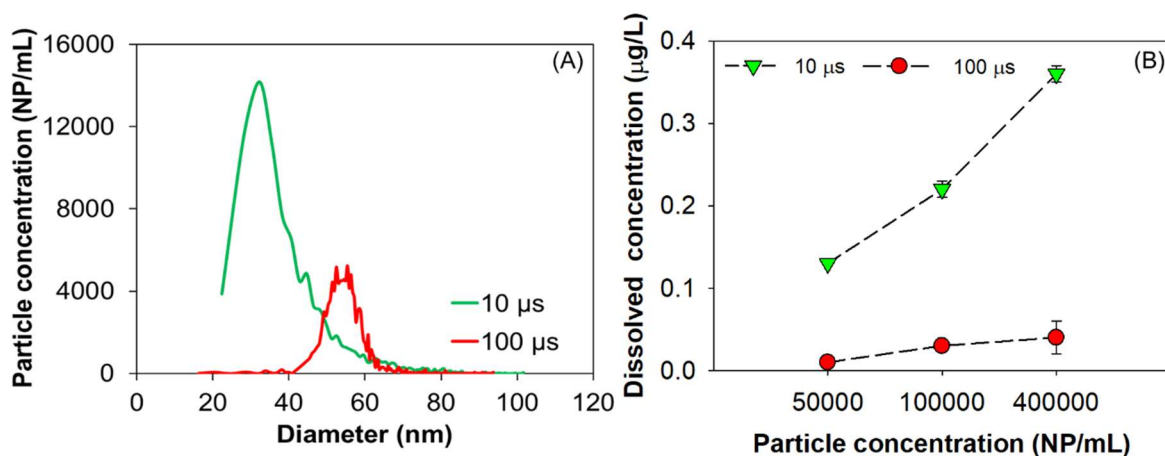 (A)
Particle concentration (NP/mL)
16000
12000
8000
4000
0
10 µs
100 µs
0 20 40 60 80 100 120
Diameter (nm)
(B)
Dissolved concentration (µg/L)
0.4
0.3
0.2
0.1
0.0
10 µs 100 µs
50000 100000 400000
Particle concentration (NP/mL)